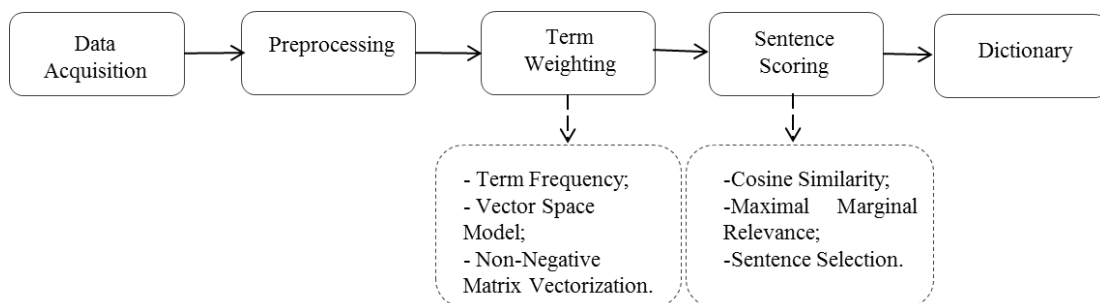 Data
Acquisition
Preprocessing
Term
Weighting
Sentence
Scoring
Dictionary
- Term Frequency;
- Vector Space
Model;
- Non-Negative
Matrix Vectorization.
-Cosine Similarity;
-Maximal Marginal
Relevance;
-Sentence Selection.